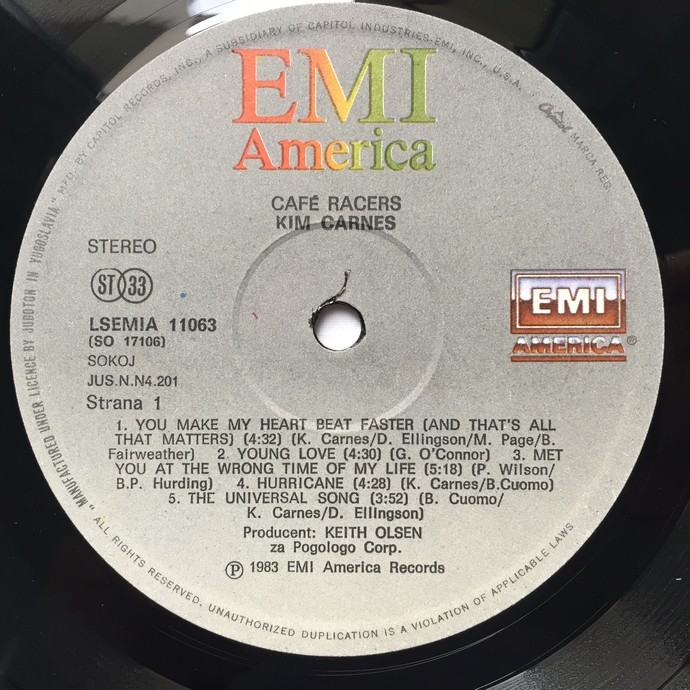 EMI
America
CAFÉ RACERS
KIM CARNES
STEREO
ST 33
LSEMIA 11063
(SO 17106)
SOKOJ
JUS.N.N4.201
Strana 1
EMI
AMERICA®
1. YOU MAKE MY HEART BEAT FASTER (AND THAT'S ALL
THAT MATTERS) (4:32) (K. Carnes/D. Ellingson/M. Page/B.
Fairweather) 2. YOUNG LOVE (4:30) (G. O'Connor) 3. MET
YOU AT THE WRONG TIME OF MY LIFE (5:18) (P. Wilson/
B.P. Hurding) 4. HURRICANE (4:28) (K. Carnes/B.Cuomo)
5. THE UNIVERSAL SONG (3:52) (B. Cuomo/
K. Carnes/D. Ellingson)
Producent: KEITH OLSEN
za Pogologo Corp.
Ⓟ 1983 EMI America Records
"MANUFACTURED UNDER LICENCE BY JUGOTON IN YUGOSLAVIA" MFD. BY CAPITOL RECORDS, INC., A SUBSIDIARY OF CAPITOL INDUSTRIES-EMI, INC., U.S.A. Capitol MARCA REG.
ALL RIGHTS RESERVED. UNAUTHORIZED DUPLICATION IS A VIOLATION OF APPLICABLE LAWS